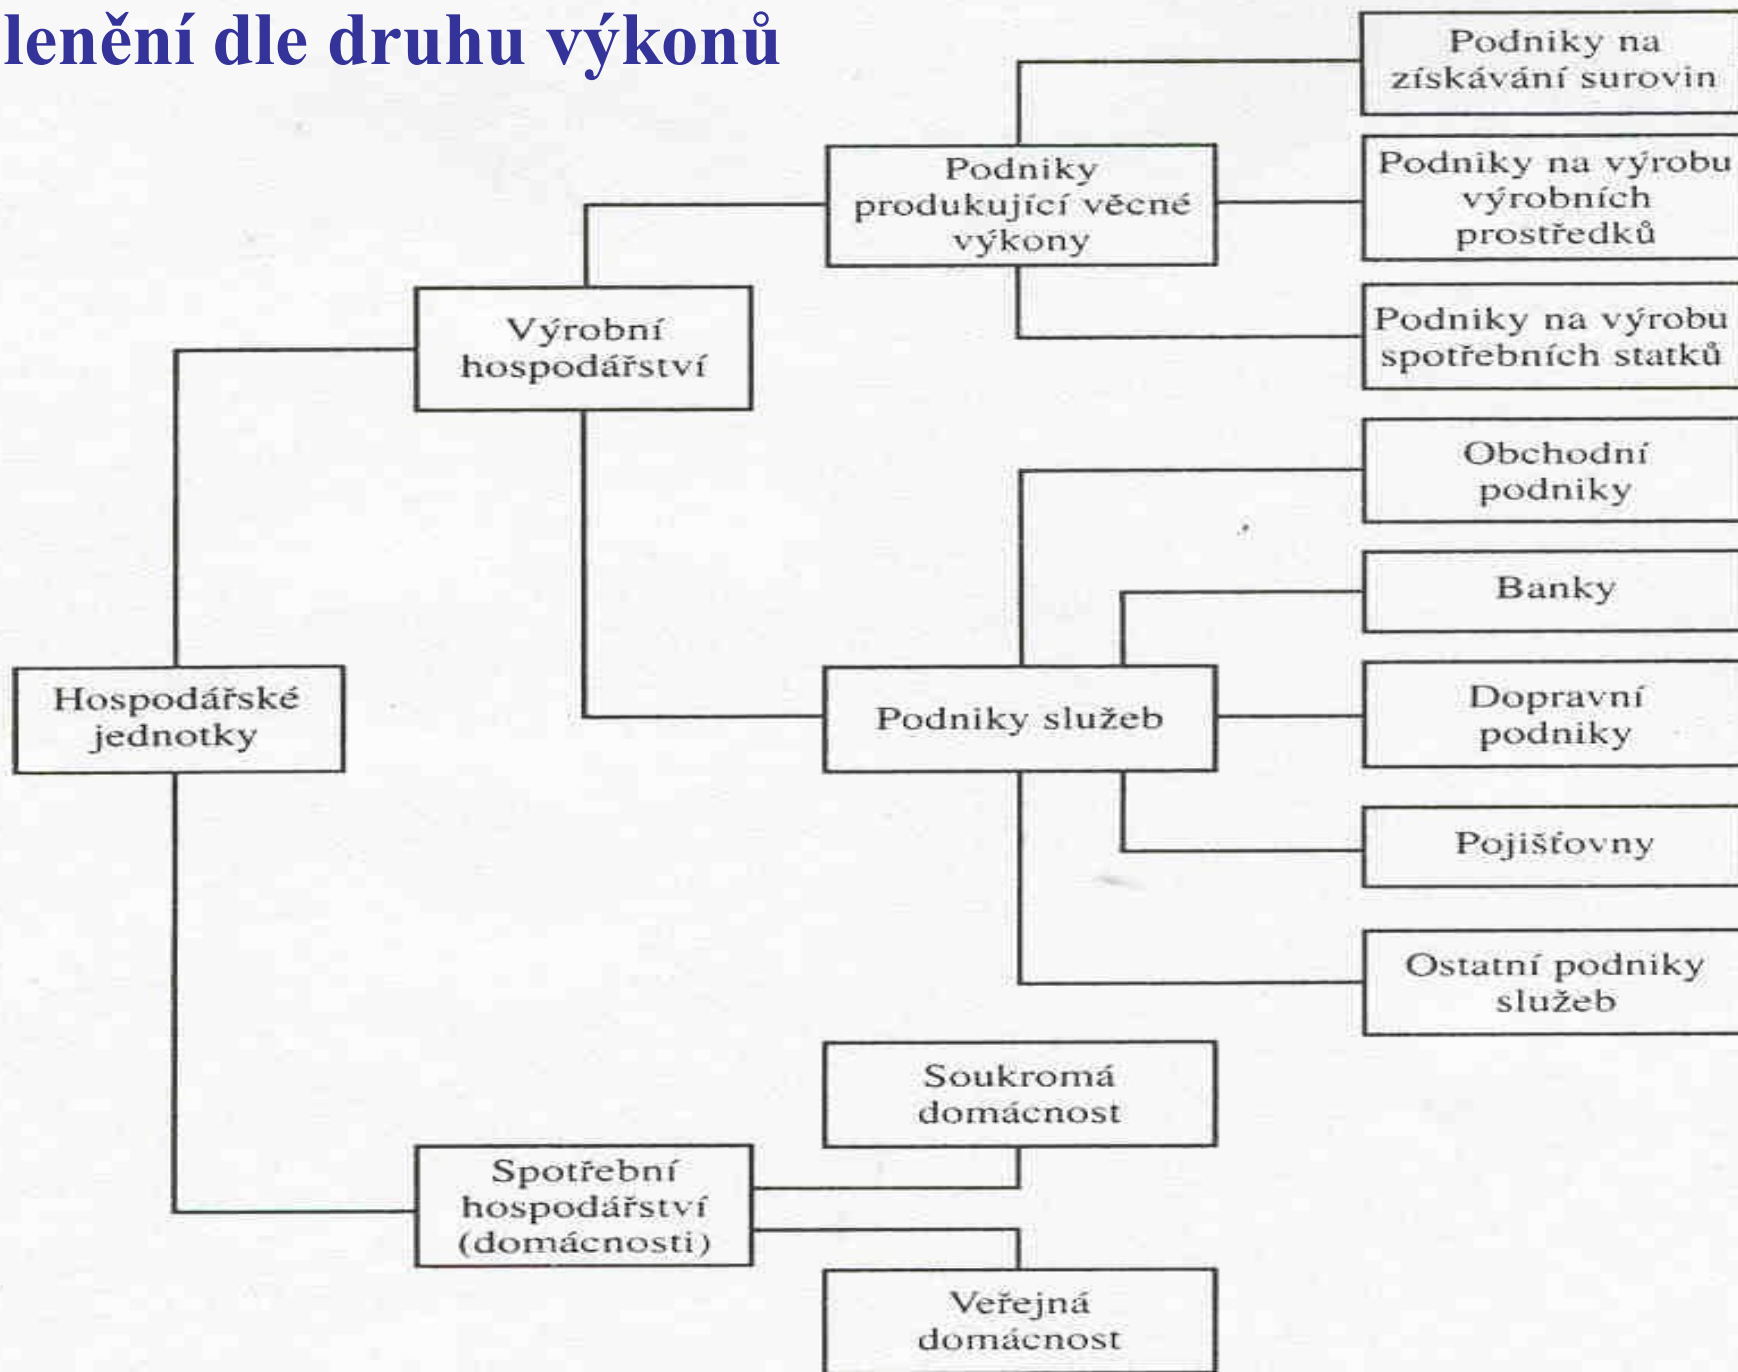 lenění dle druhu výkonů
Podniky na
získávání surovin
Podniky
produkující věcné
výkony
Podniky na výrobu
výrobních
prostředků
Výrobní
hospodářství
Podniky na výrobu
spotřebních statků
Obchodní
podniky
Banky
Hospodářské
jednotky
Podniky služeb
Dopravní
podniky
Pojišťovny
Ostatní podniky
služeb
Soukromá
domácnost
Spotřební
hospodářství
(domácnosti)
Veřejná
domácnost